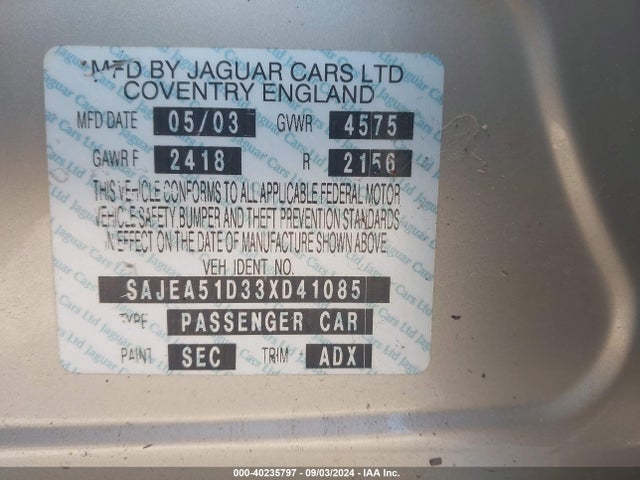 MFD BY JAGUAR CARS LTD
COVENTRY ENGLAND
MFD DATE 05/03 GVWR 4575
GAWR F 2418 R 2156
THIS VEHICLE CONFORMS TO ALL APPLICABLE FEDERAL MOTOR
VEHICLE SAFETY BUMPER AND THEFT PREVENTION STANDARDS
IN EFFECT ON THE DATE OF MANUFACTURE SHOWN ABOVE
VEH IDENT NO.
SAJEA51D33XD41085
TYPE PASSENGER CAR
PAINT SEC TRIM ADX
000-40235797 - 09/03/2024 - IAA Inc.